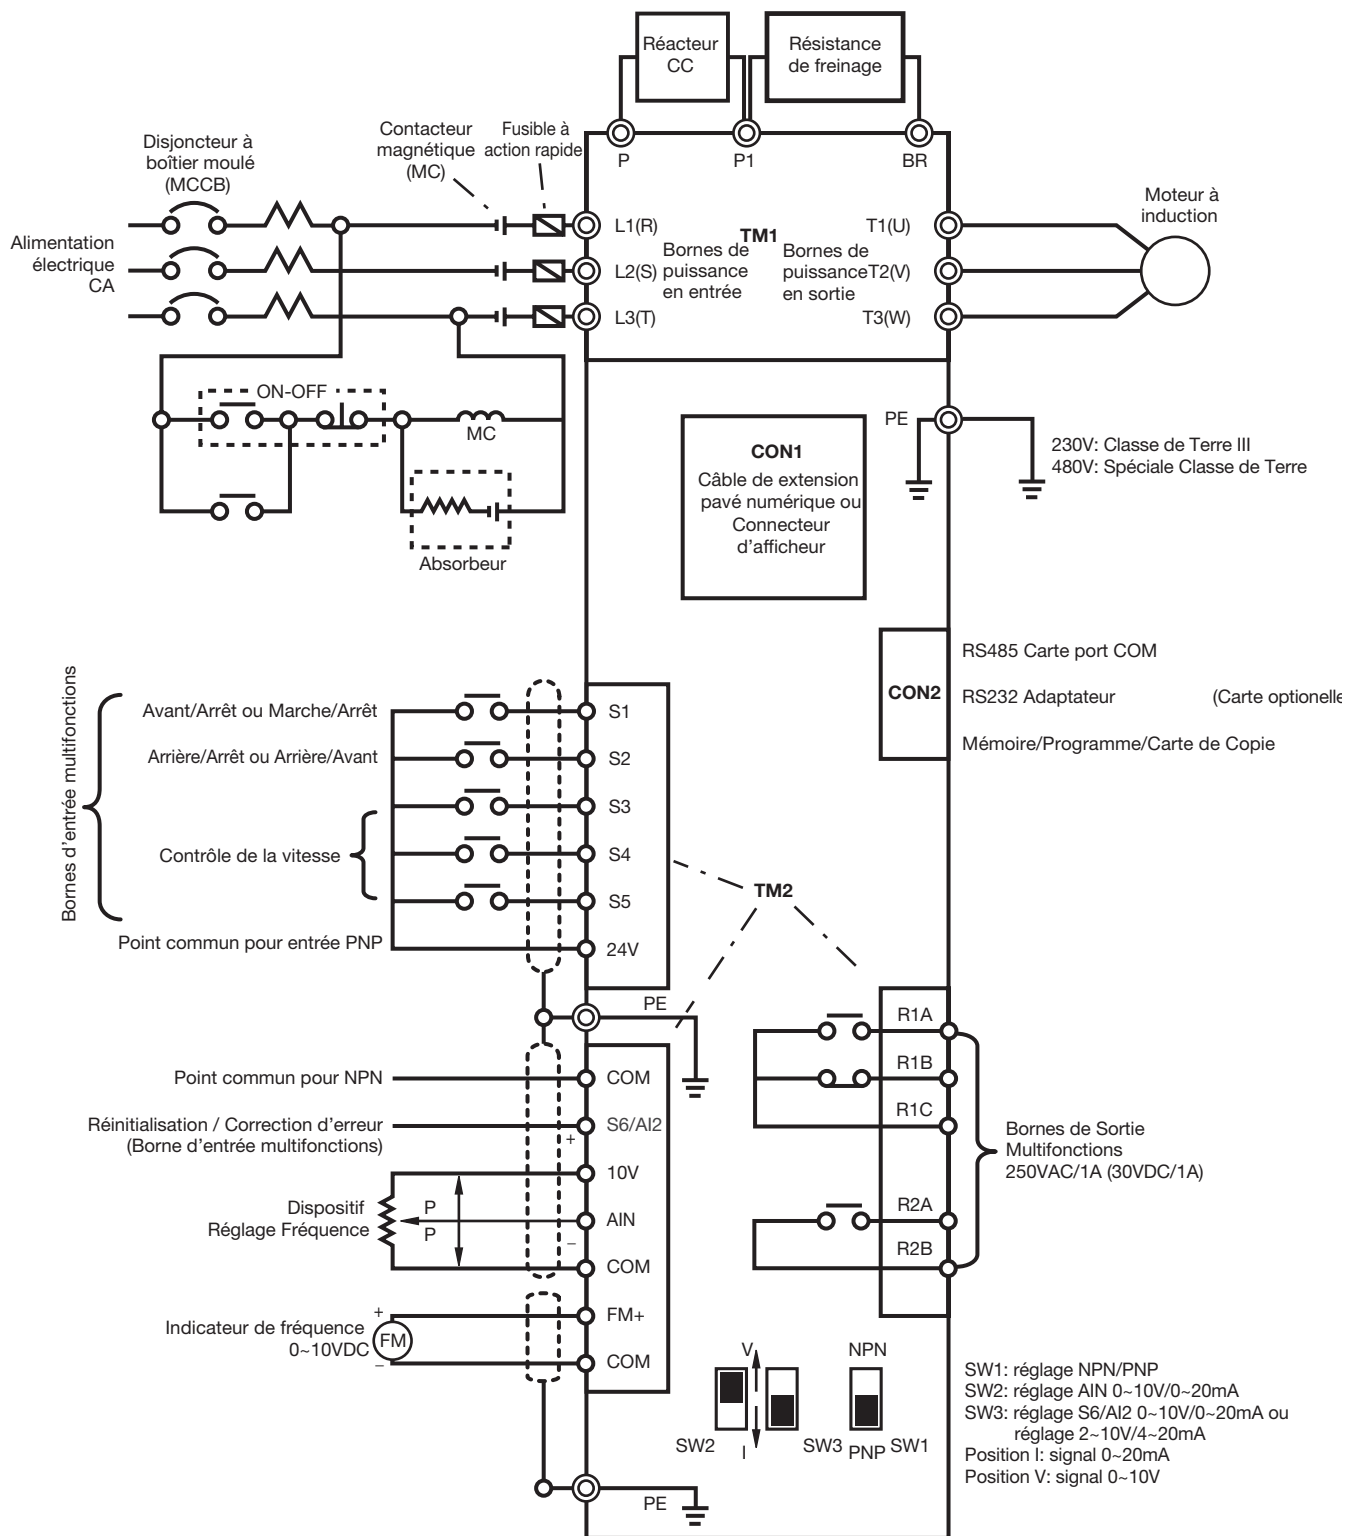 Réacteur
CC
Résistance
de freinage
Disjoncteur à
boîtier moulé
(MCCB)
Contacteur
magnétique
(MC)
Fusible à
action rapide
P
P1
BR
Moteur à
induction
Alimentation
électrique
CA
L1(R)
L2(S)
L3(T)
TM1
Bornes de
puissance
en entrée
Bornes de
puissance
en sortie
T1(U)
T2(V)
T3(W)
ON-OFF
MC
Absorbeur
CON1
Câble de extension
pavé numérique ou
Connecteur
d'afficheur
PE
230V: Classe de Terre III
480V: Spéciale Classe de Terre
CON2
RS485 Carte port COM
RS232 Adaptateur (Carte optionelle
Mémoire/Programme/Carte de Copie
Bornes d'entrée multifonctions
Avant/Arrêt ou Marche/Arrêt
Arrière/Arrêt ou Arrière/Avant
Contrôle de la vitesse
Point commun pour entrée PNP
S1
S2
S3
S4
S5
24V
TM2
PE
Point commun pour NPN
Réinitialisation / Correction d'erreur
(Borne d'entrée multifonctions)
Dispositif
Réglage Fréquence
P
P
+
−
COM
S6/AI2
10V
AIN
COM
FM+
COM
Indicateur de fréquence
0~10VDC
+
FM
−
R1A
R1B
R1C
R2A
R2B
Bornes de Sortie
Multifonctions
250VAC/1A (30VDC/1A)
V
NPN
SW2
I
SW3
PNP
SW1
SW1: réglage NPN/PNP
SW2: réglage AIN 0~10V/0~20mA
SW3: réglage S6/AI2 0~10V/0~20mA ou
réglage 2~10V/4~20mA
Position I: signal 0~20mA
Position V: signal 0~10V
PE